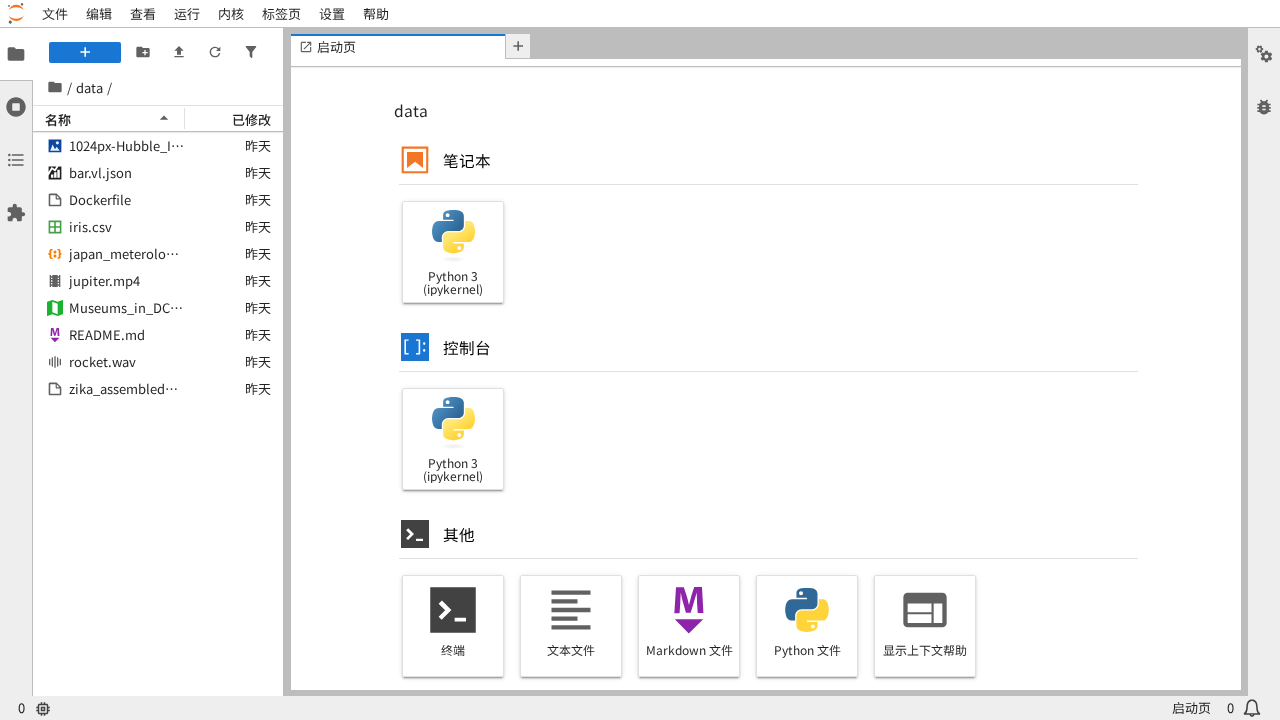 文件 编辑 查看 运行 内核 标签页 设置 帮助
启动页
/ data /
名称 已修改
1024px-Hubble_I… 昨天
bar.vl.json 昨天
Dockerfile 昨天
iris.csv 昨天
japan_meterolo… 昨天
jupiter.mp4 昨天
Museums_in_DC… 昨天
README.md 昨天
rocket.wav 昨天
zika_assembled… 昨天
data
笔记本
Python 3
(ipykernel)
控制台
Python 3
(ipykernel)
其他
终端 文本文件 Markdown 文件 Python 文件 显示上下文帮助
0 启动页 0